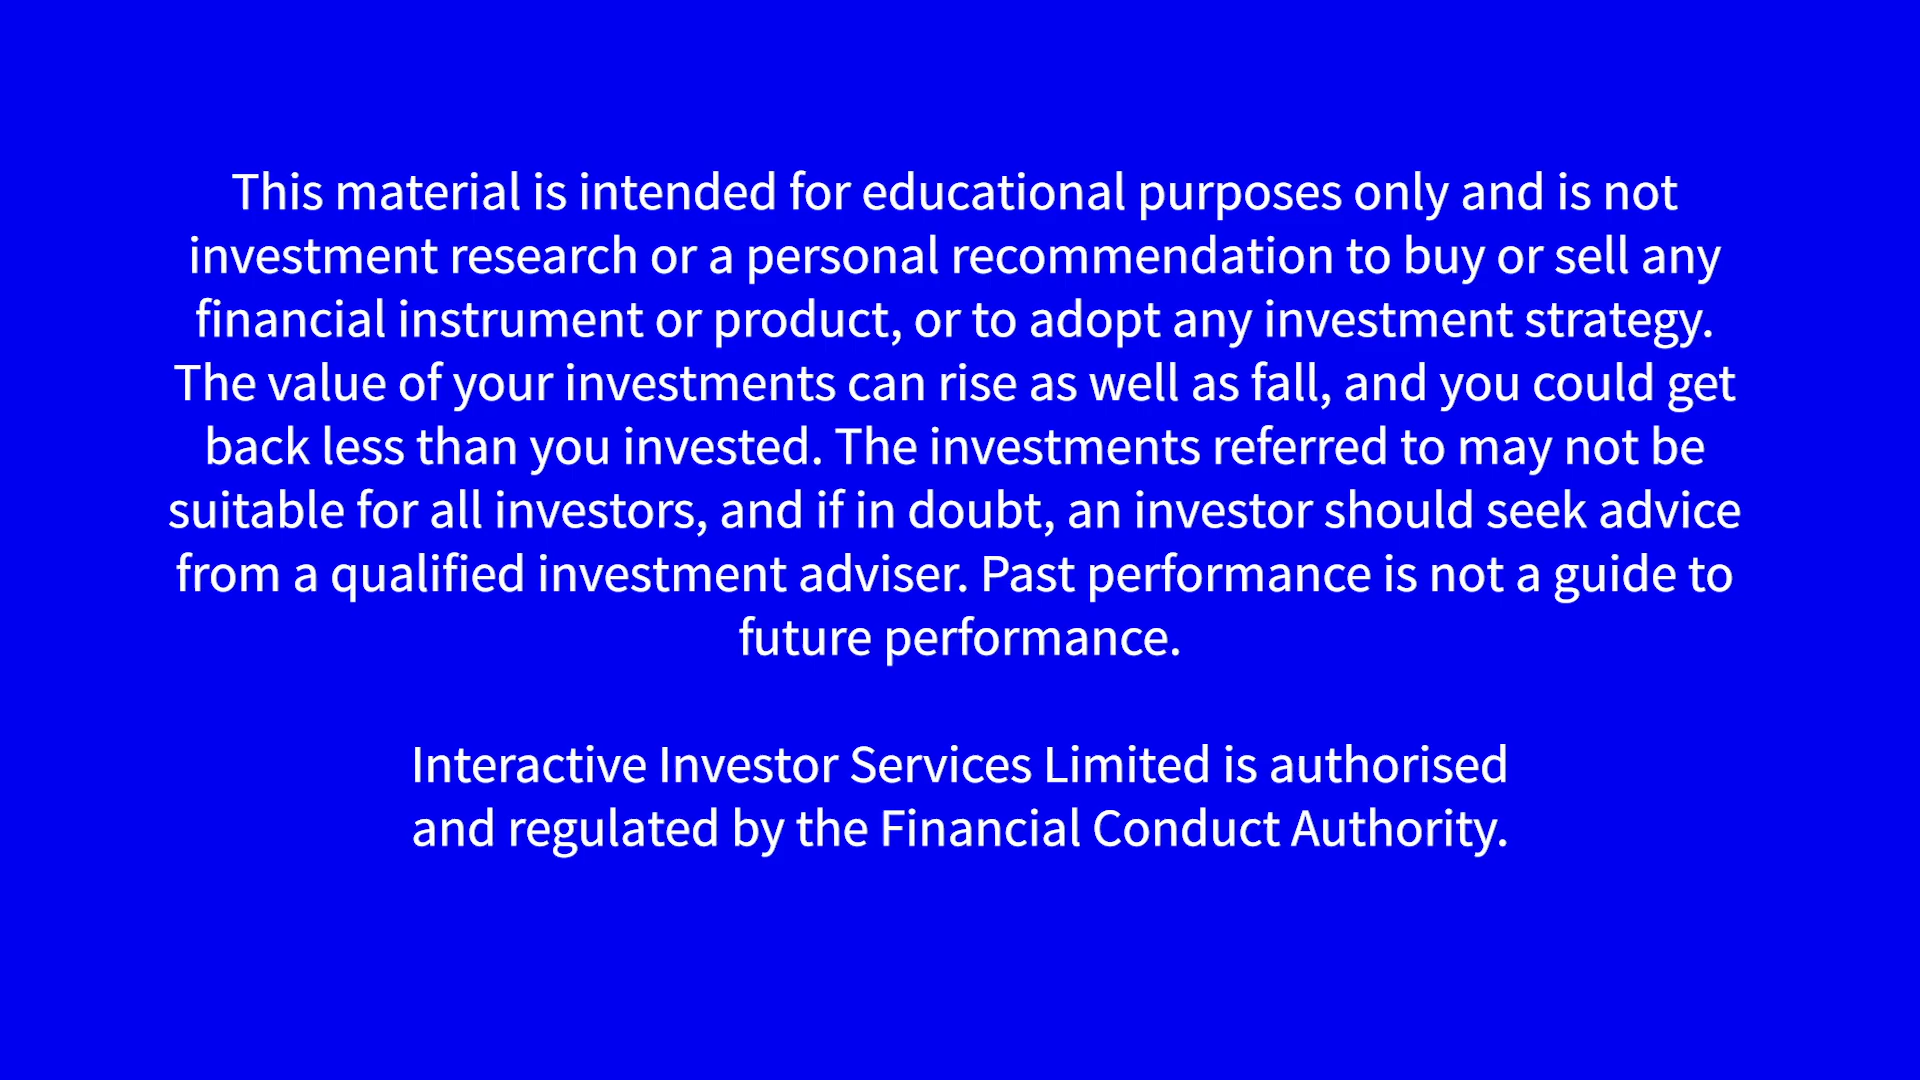 This material is intended for educational purposes only and is not
investment research or a personal recommendation to buy or sell any
financial instrument or product, or to adopt any investment strategy.
The value of your investments can rise as well as fall, and you could get
back less than you invested. The investments referred to may not be
suitable for all investors, and if in doubt, an investor should seek advice
from a qualified investment adviser. Past performance is not a guide to
future performance.
Interactive Investor Services Limited is authorised
and regulated by the Financial Conduct Authority.